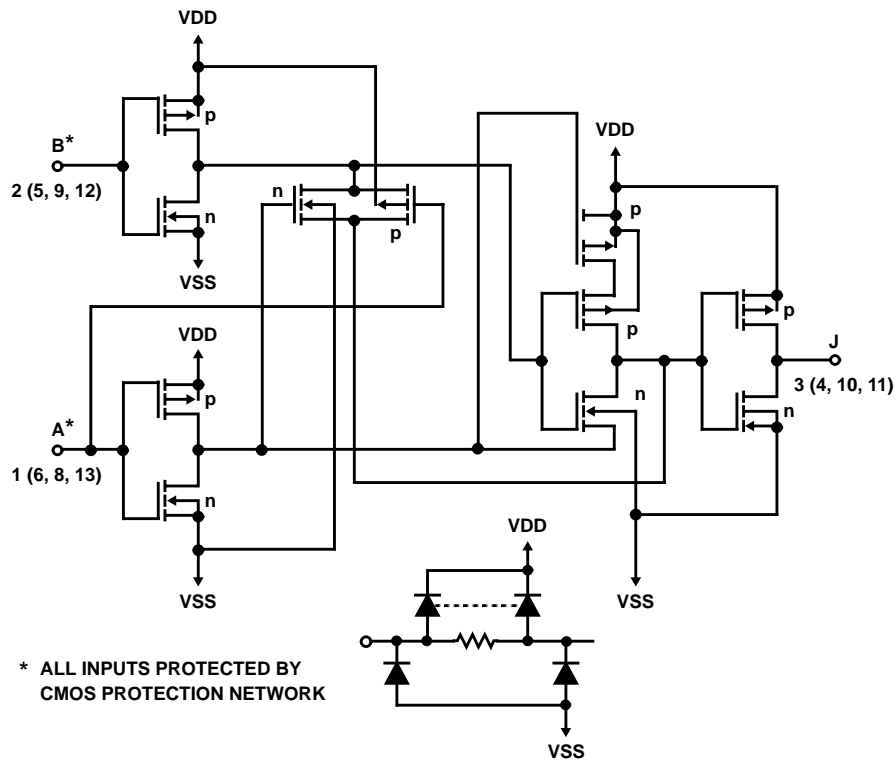 VDD
p
B*
2 (5, 9, 12)
n
VSS
n
p
VDD
p
p
n
p
n
J
3 (4, 10, 11)
VDD
p
A*
1 (6, 8, 13)
n
VSS
VSS
VDD
VSS
* ALL INPUTS PROTECTED BY
CMOS PROTECTION NETWORK